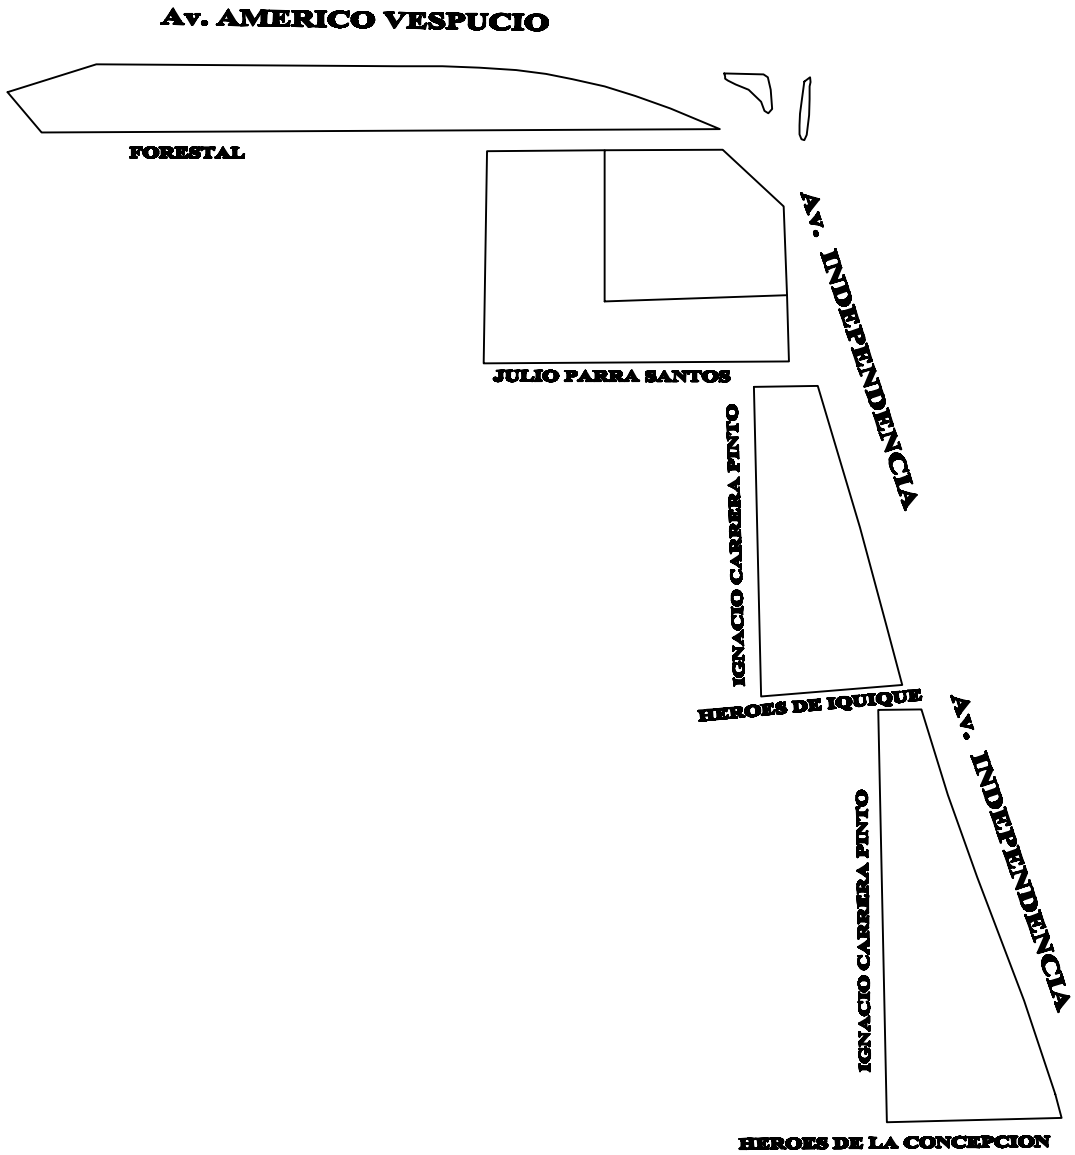 Av. AMERICO VESPUCIO
FORESTAL
Av. INDEPENDENCIA
JULIO PARRA SANTOS
IGNACIO CARRERA PINTO
HEROES DE IQUIQUE
Av. INDEPENDENCIA
IGNACIO CARRERA PINTO
HEROES DE LA CONCEPCION